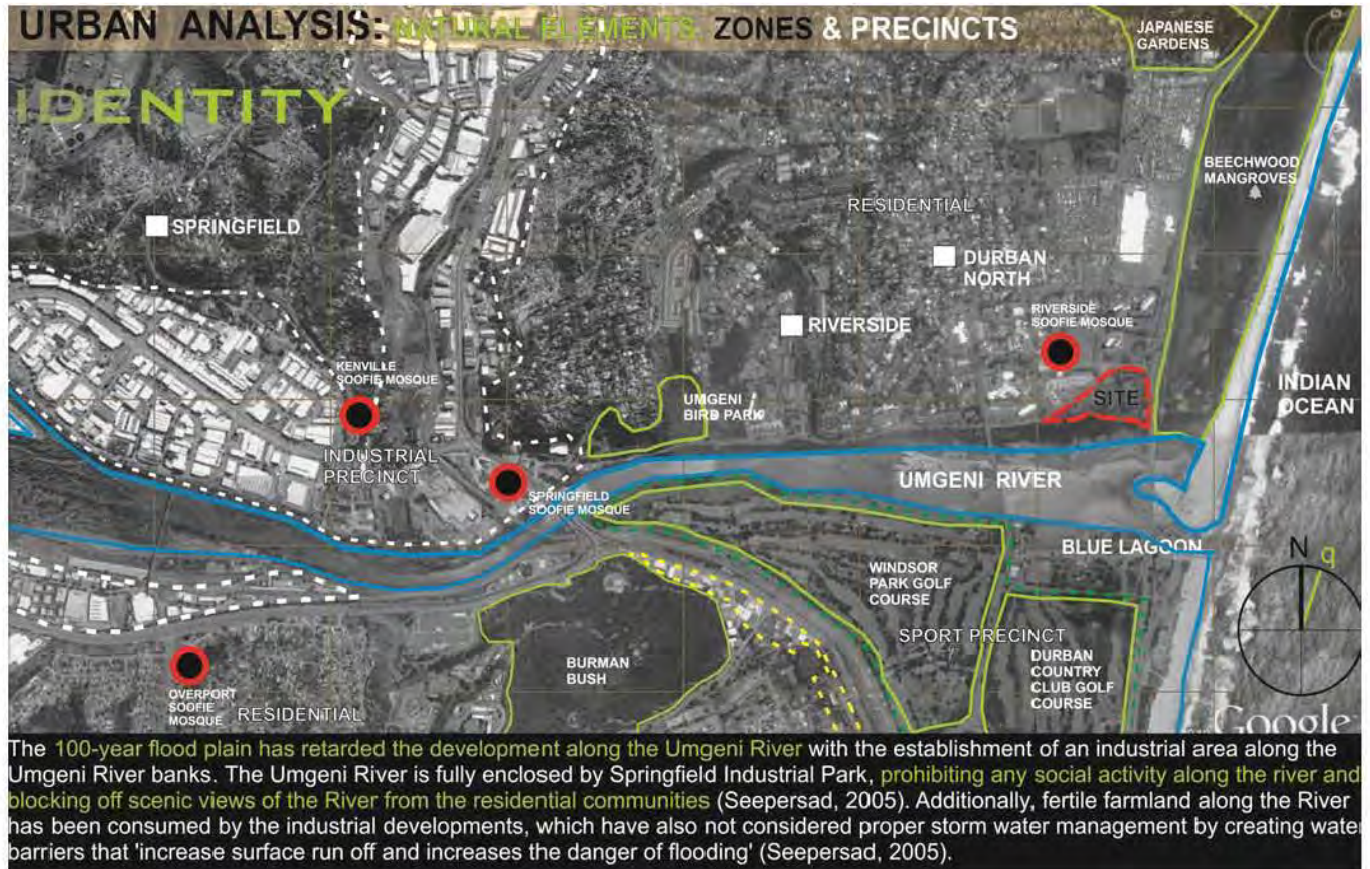 URBAN ANALYSIS: NATURAL ELEMENTS ZONES & PRECINCTS
IDENTITY
JAPANESE
GARDENS
BEECHWOOD
MANGROVES
RESIDENTIAL
SPRINGFIELD
DURBAN
NORTH
RIVERSIDE
RIVERSIDE
SOOFIE MOSQUE
KENVILLE
SOOFIE MOSQUE
UMGENI
BIRD PARK
SITE
INDIAN
OCEAN
INDUSTRIAL
PRECINCT
SPRINGFIELD
SOOFIE MOSQUE
UMGENI RIVER
BLUE LAGOON
N q
WINDSOR
PARK GOLF
COURSE
SPORT PRECINCT
BURMAN
BUSH
DURBAN
COUNTRY
CLUB GOLF
COURSE
OVERPORT
SOOFIE
MOSQUE
RESIDENTIAL
Google
The 100-year flood plain has retarded the development along the Umgeni River with the establishment of an industrial area along the
Umgeni River banks. The Umgeni River is fully enclosed by Springfield Industrial Park, prohibiting any social activity along the river and
blocking off scenic views of the River from the residential communities (Seepersad, 2005). Additionally, fertile farmland along the River
has been consumed by the industrial developments, which have also not considered proper storm water management by creating water
barriers that 'increase surface run off and increases the danger of flooding' (Seepersad, 2005).